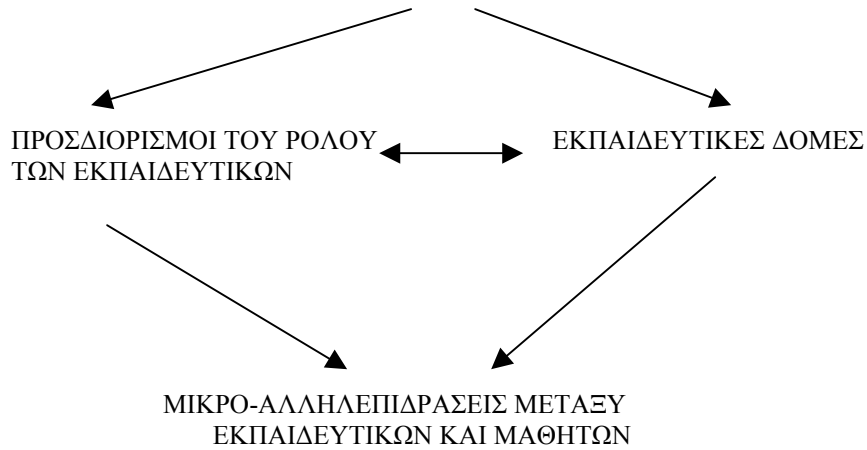 ΠΡΟΣΔΙΟΡΙΣΜΟΙ ΤΟΥ ΡΟΛΟΥ
ΤΩΝ ΕΚΠΑΙΔΕΥΤΙΚΩΝ
ΕΚΠΑΙΔΕΥΤΙΚΕΣ ΔΟΜΕΣ
ΜΙΚΡΟ-ΑΛΛΗΛΕΠΙΔΡΑΣΕΙΣ ΜΕΤΑΞΥ
ΕΚΠΑΙΔΕΥΤΙΚΩΝ ΚΑΙ ΜΑΘΗΤΩΝ